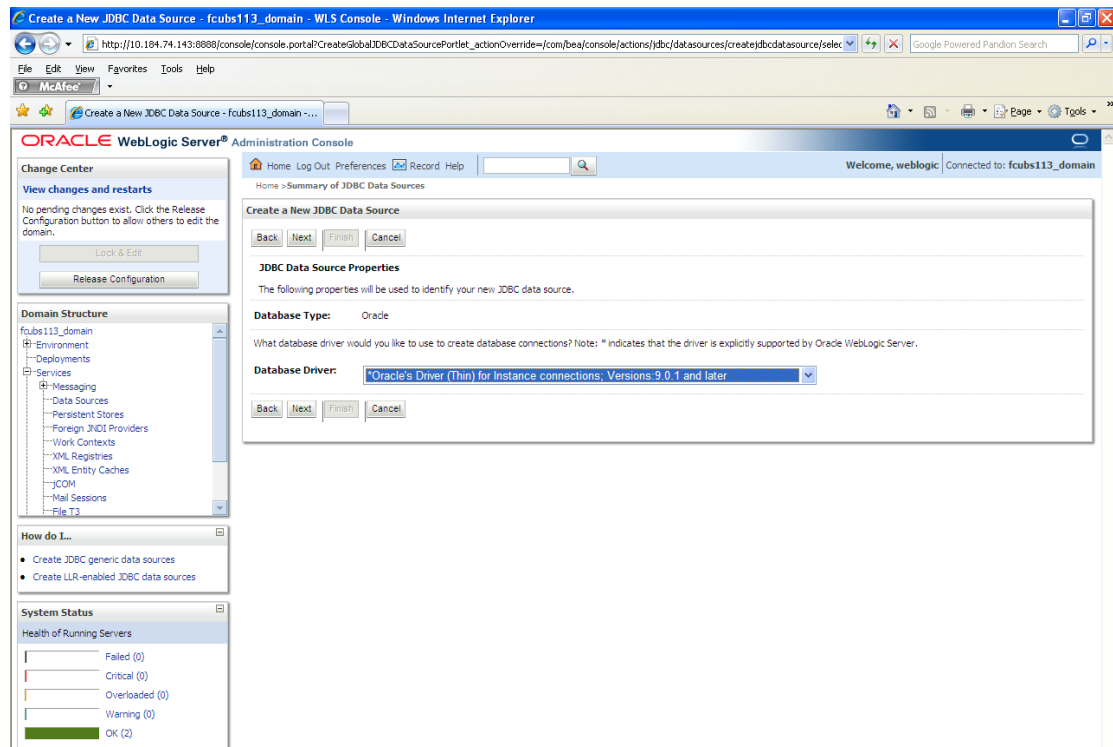 Create a New JDBC Data Source - fcubs113_domain - WLS Console - Windows Internet Explorer
http://10.184.74.143:8888/console/console.portal?CreateGlobalJDBCDataSourcePortlet_actionOverride=/com/bea/console/actions/jdbc/datasources/createjdbcdatasource/selec
Google Powered Pandion Search
File Edit View Favorites Tools Help
McAfee
Create a New JDBC Data Source - fcubs113_domain -...
Page Tools
ORACLE WebLogic Server® Administration Console
Change Center
View changes and restarts
No pending changes exist. Click the Release
Configuration button to allow others to edit the
domain.
Lock & Edit
Release Configuration
Domain Structure
fcubs113_domain
Environment
Deployments
Services
Messaging
Data Sources
Persistent Stores
Foreign JNDI Providers
Work Contexts
XML Registries
XML Entity Caches
jCOM
Mail Sessions
File T3
How do I...
Create JDBC generic data sources
Create LLR-enabled JDBC data sources
System Status
Health of Running Servers
Failed (0)
Critical (0)
Overloaded (0)
Warning (0)
OK (2)
Home Log Out Preferences Record Help
Welcome, weblogic Connected to: fcubs113_domain
Home >Summary of JDBC Data Sources
Create a New JDBC Data Source
Back Next Finish Cancel
JDBC Data Source Properties
The following properties will be used to identify your new JDBC data source.
Database Type: Oracle
What database driver would you like to use to create database connections? Note: * indicates that the driver is explicitly supported by Oracle WebLogic Server.
Database Driver: *Oracle's Driver (Thin) for Instance connections; Versions:9.0.1 and later
Back Next Finish Cancel